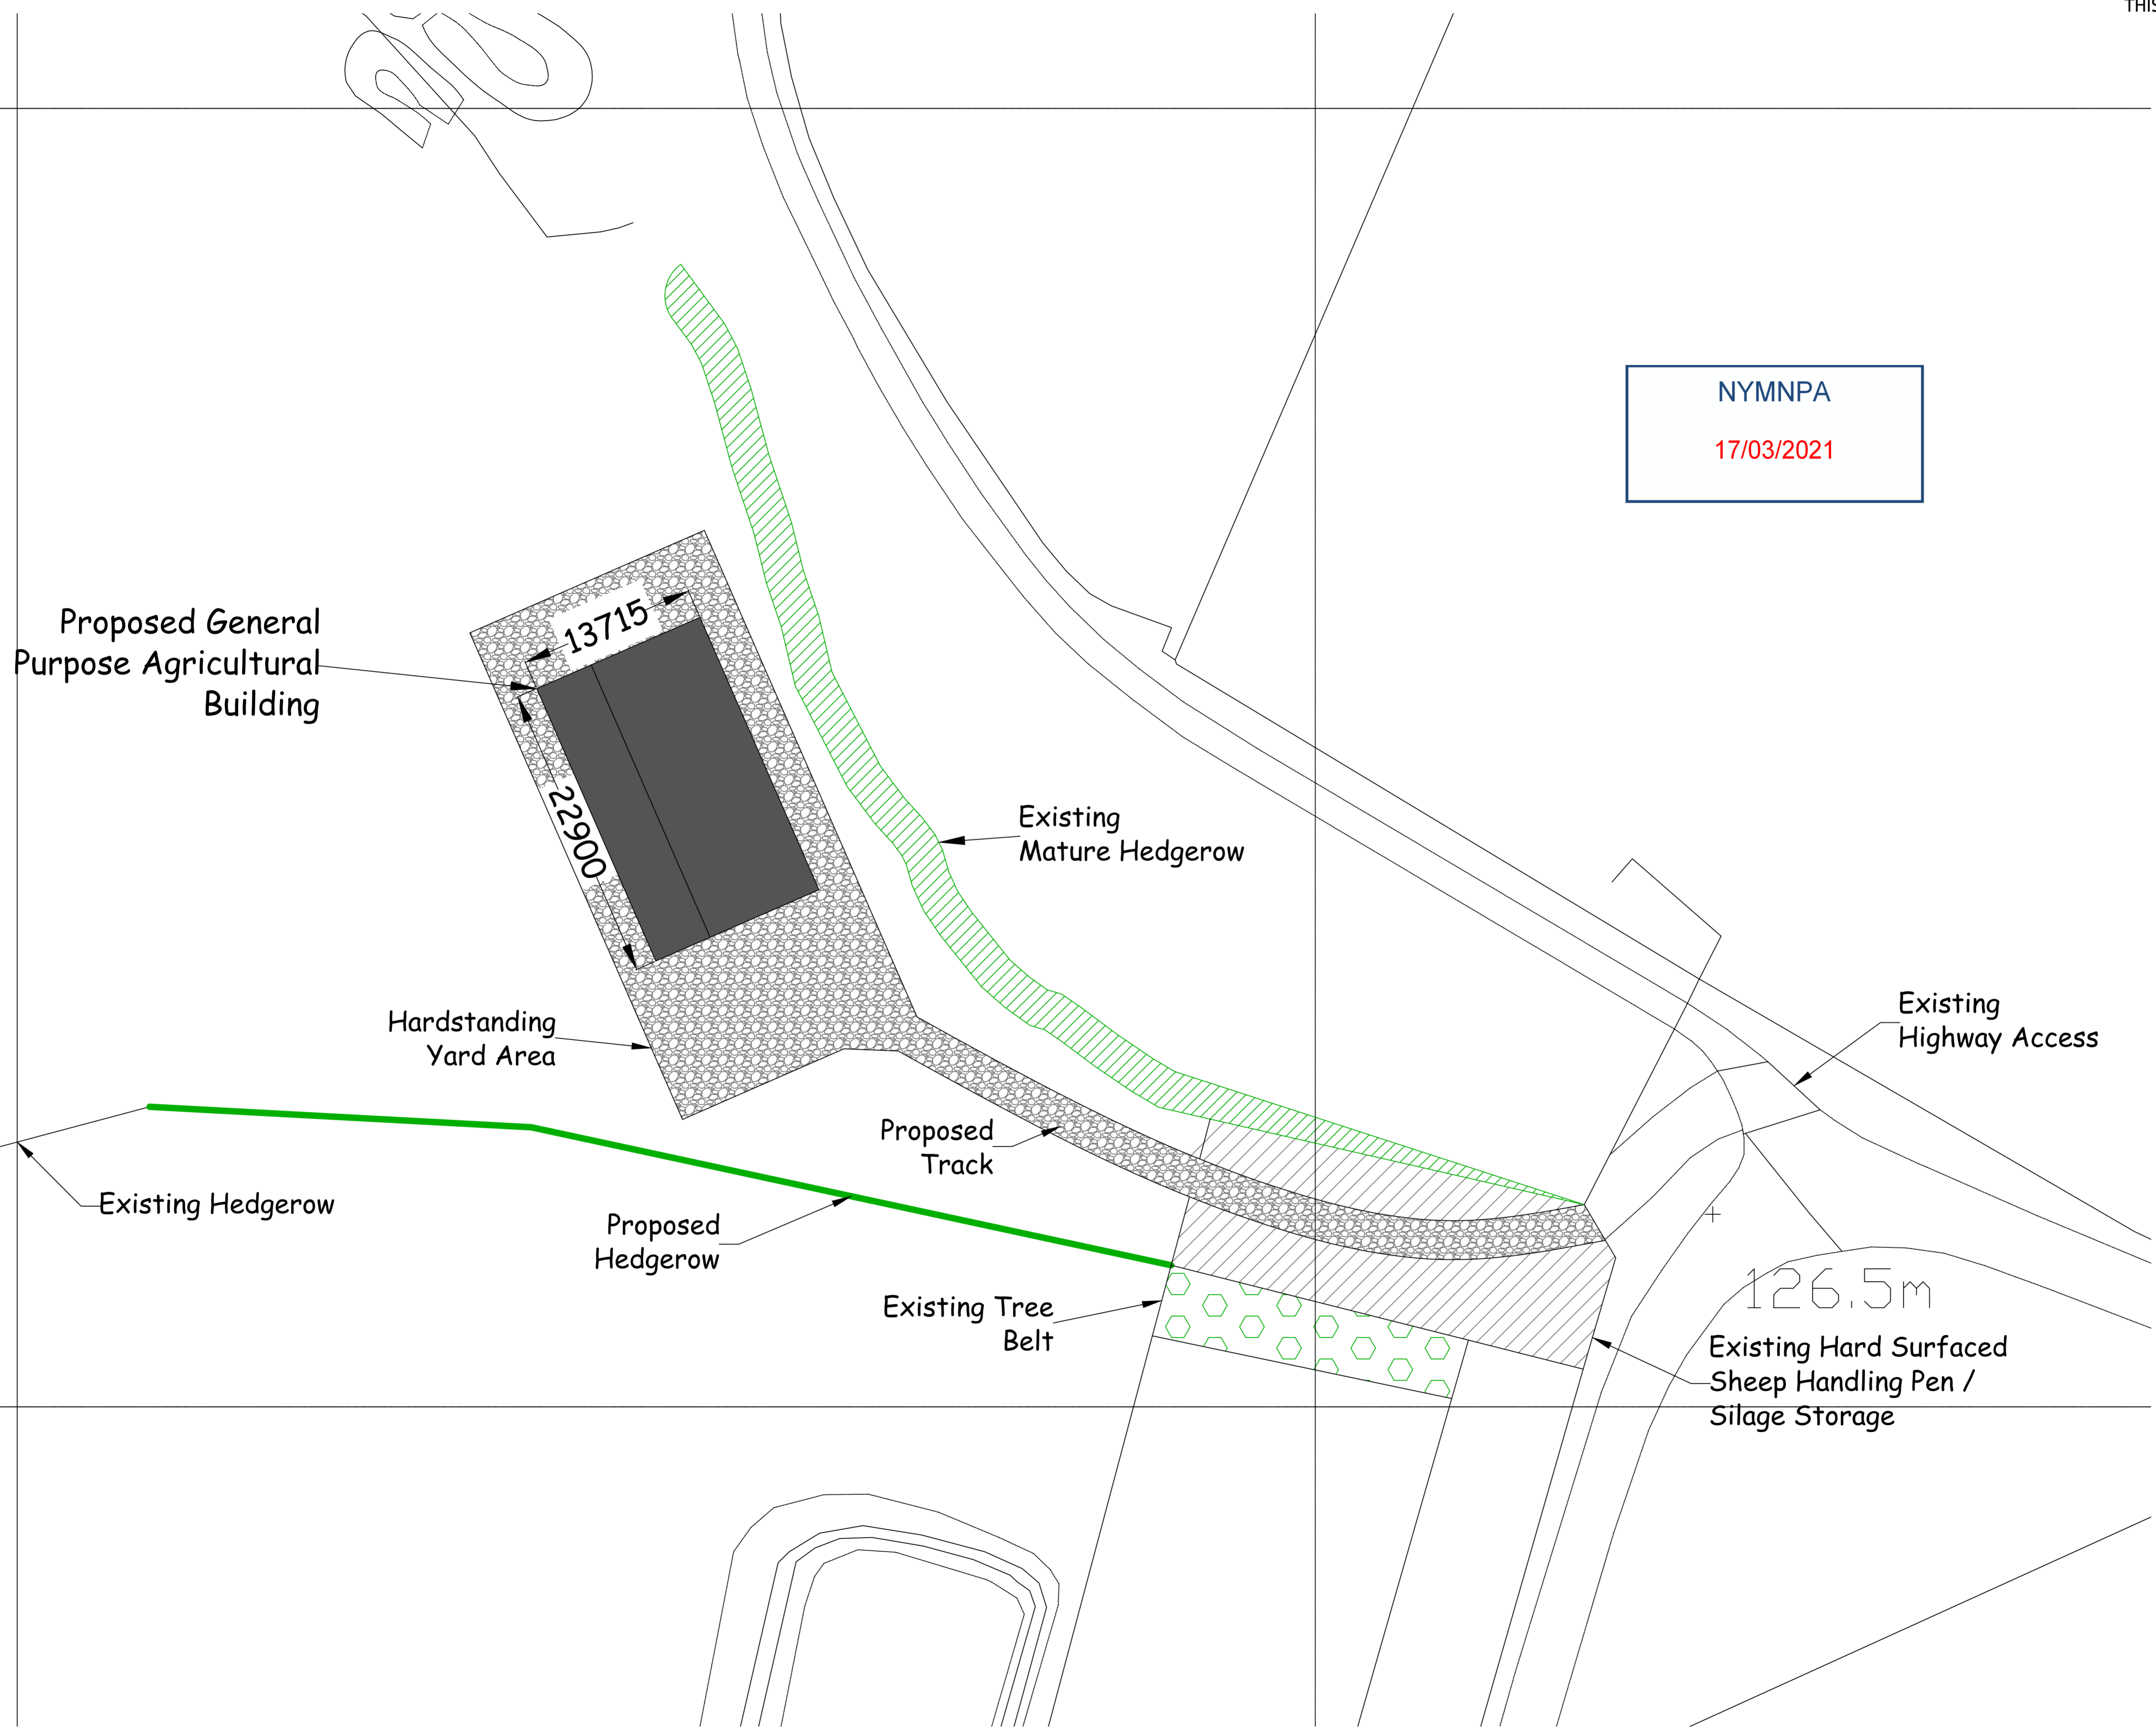 THIS
NYMNPA
17/03/2021
Proposed General
Purpose Agricultural
Building
13715
22900
Existing
Mature Hedgerow
Existing
Highway Access
Hardstanding
Yard Area
Proposed
Track
Existing Hedgerow
Proposed
Hedgerow
Existing Tree
Belt
126.5m
Existing Hard Surfaced
Sheep Handling Pen /
Silage Storage